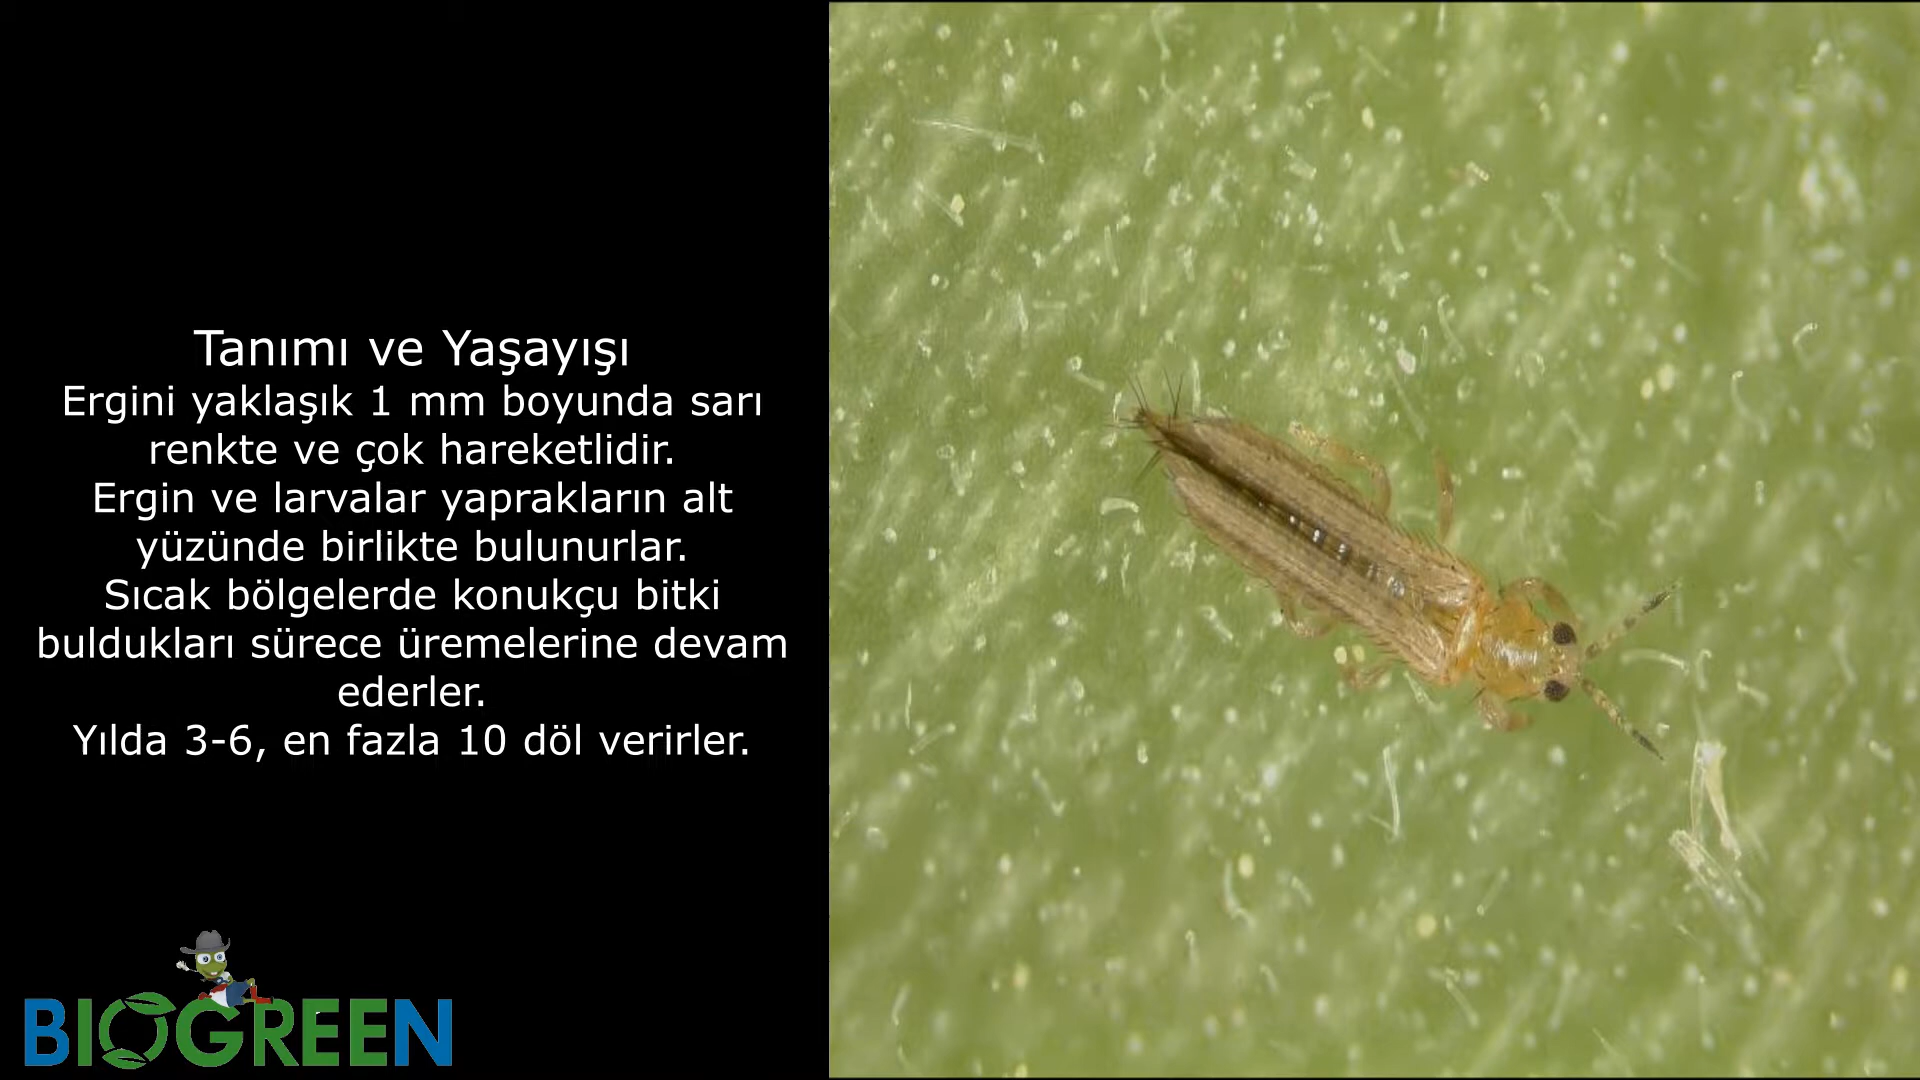 Tanımı ve Yaşayışı
Ergini yaklaşık 1 mm boyunda sarı
renkte ve çok hareketlidir.
Ergin ve larvalar yaprakların alt
yüzünde birlikte bulunurlar.
Sıcak bölgelerde konukçu bitki
buldukları sürece üremelerine devam
ederler.
Yılda 3-6, en fazla 10 döl verirler.
BIOGREEN